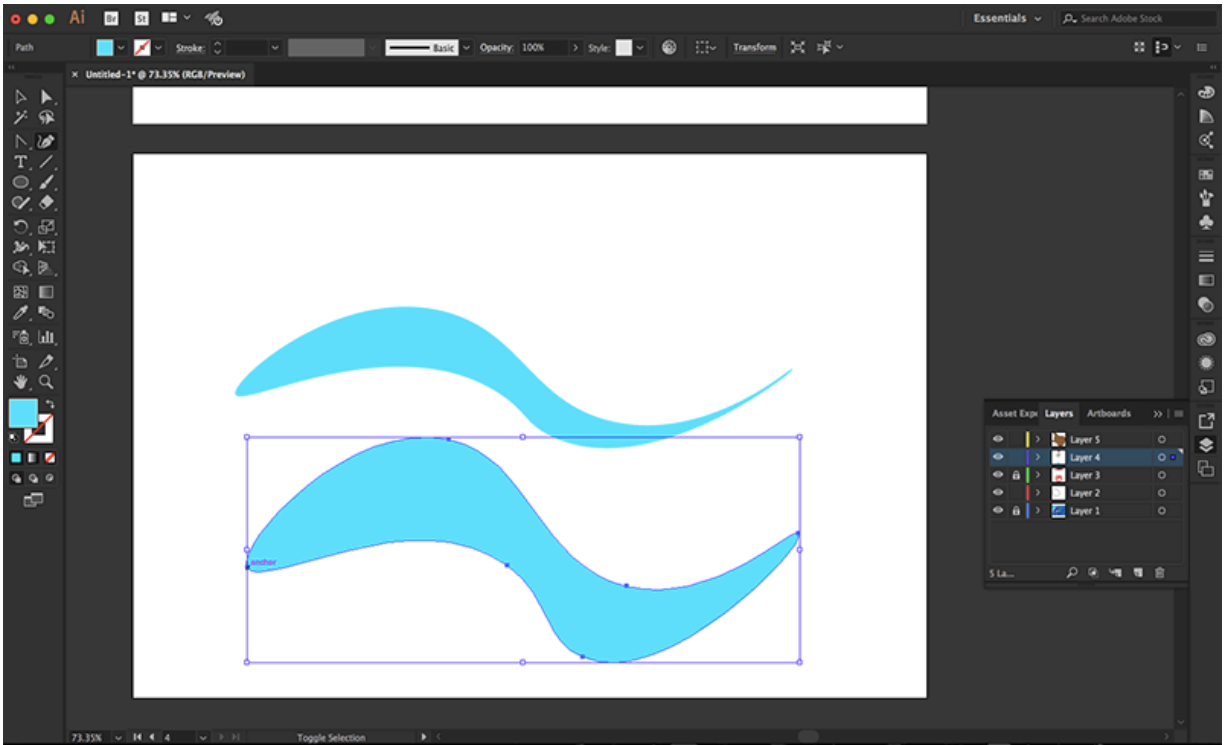 Ai Br St Essentials Search Adobe Stock
Path Stroke: Basic Opacity: 100% Style: Transform
× Untitled-1* @ 73.35% (RGB/Preview)
T
Asset Expo Layers Artboards
Layer 5
Layer 4
Layer 3
Layer 2
Layer 1
anchor
5 La...
73.35% 4 Toggle Selection